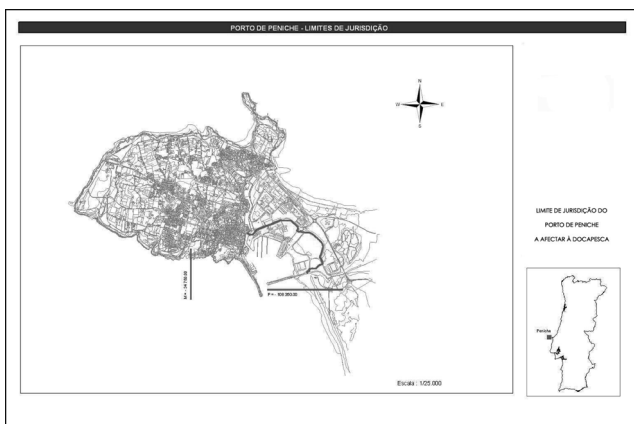 PORTO DE PENICHE - LIMITES DE JURISDIÇÃO
N
W
E
S
LIMITE DE JURISDIÇÃO DO
PORTO DE PENICHE
A AFECTAR À DOCAPESCA
Peniche
Escala : 1/25.000